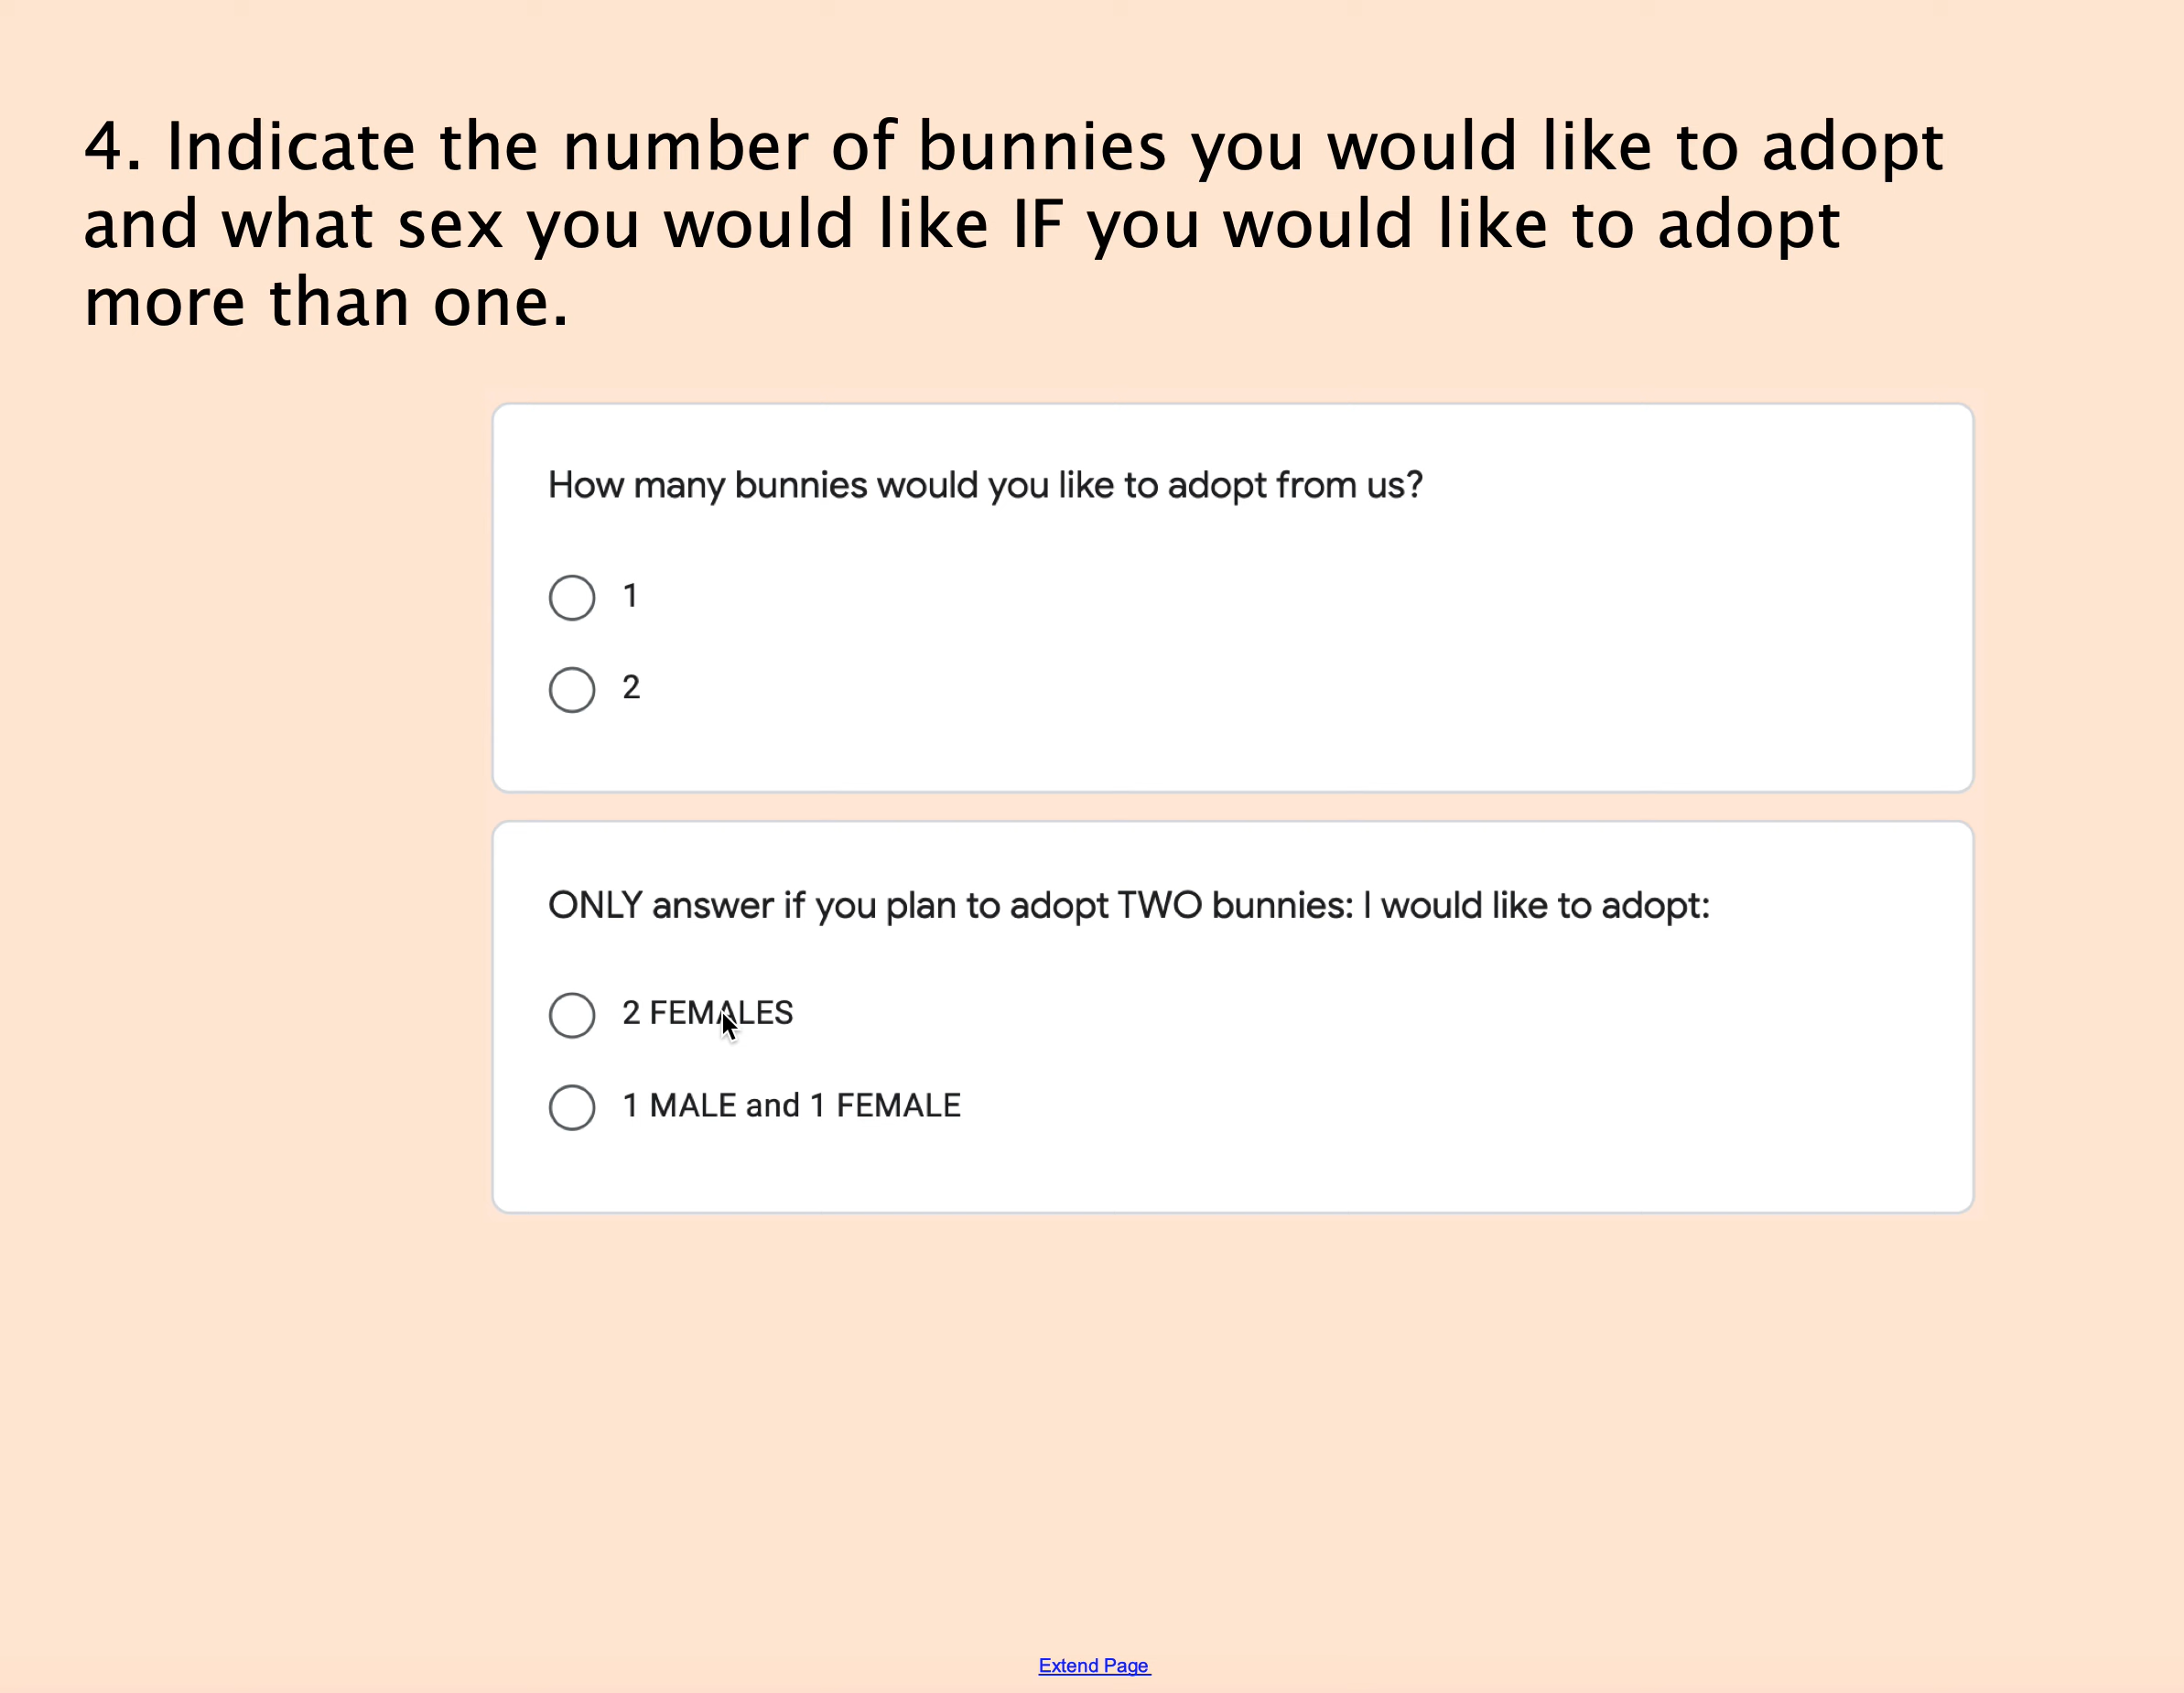 4. Indicate the number of bunnies you would like to adopt
and what sex you would like IF you would like to adopt
more than one.
How many bunnies would you like to adopt from us?
1
2
ONLY answer if you plan to adopt TWO bunnies: I would like to adopt:
2 FEMALES
1 MALE and 1 FEMALE
Extend Page